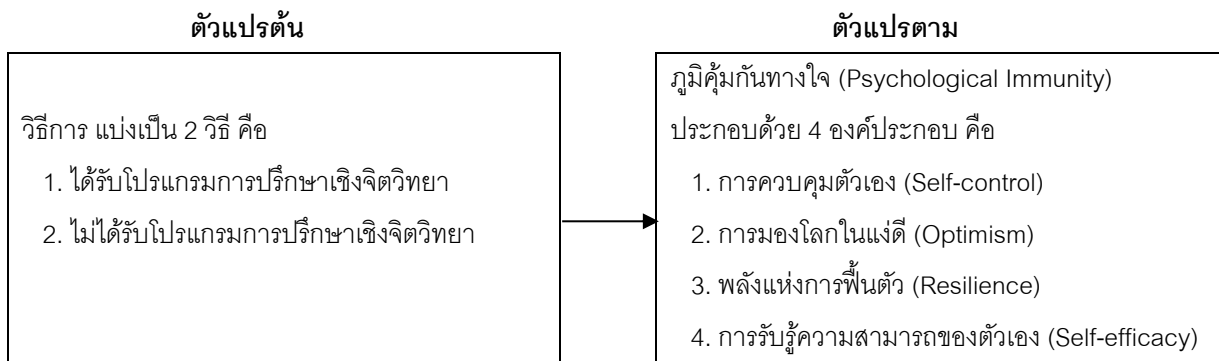 ตัวแปรต้น
วิธีการ แบ่งเป็น 2 วิธี คือ
1. ได้รับโปรแกรมการปรึกษาเชิงจิตวิทยา
2. ไม่ได้รับโปรแกรมการปรึกษาเชิงจิตวิทยา
ตัวแปรตาม
ภูมิคุ้มกันทางใจ (Psychological Immunity)
ประกอบด้วย 4 องค์ประกอบ คือ
1. การควบคุมตัวเอง (Self-control)
2. การมองโลกในแง่ดี (Optimism)
3. พลังแห่งการฟื้นตัว (Resilience)
4. การรับรู้ความสามารถของตัวเอง (Self-efficacy)